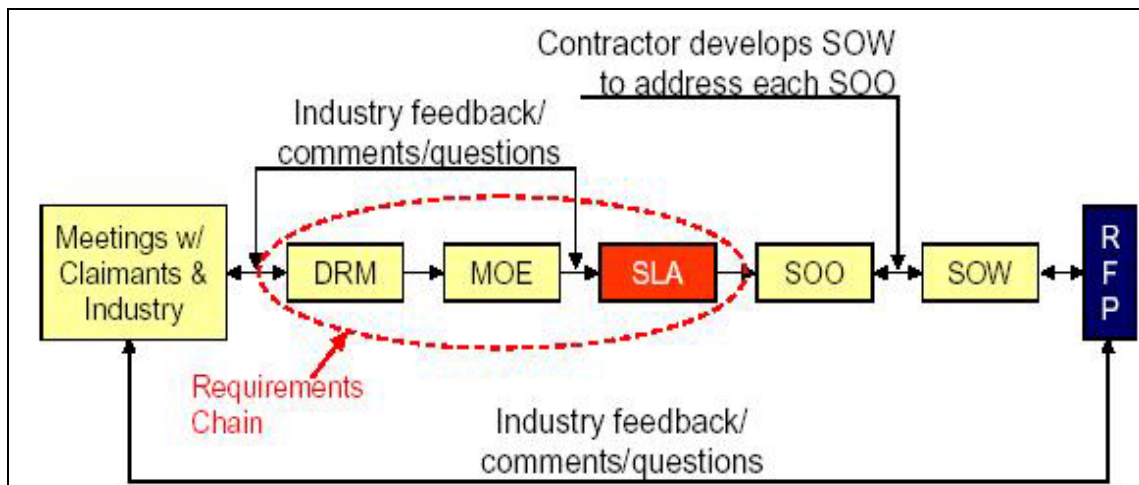 Contractor develops SOW
to address each SOO
Industry feedback/
comments/questions
Meetings w/
Claimants &
Industry
DRM
MOE
SLA
SOO
SOW
R
F
P
Requirements
Chain
Industry feedback/
comments/questions